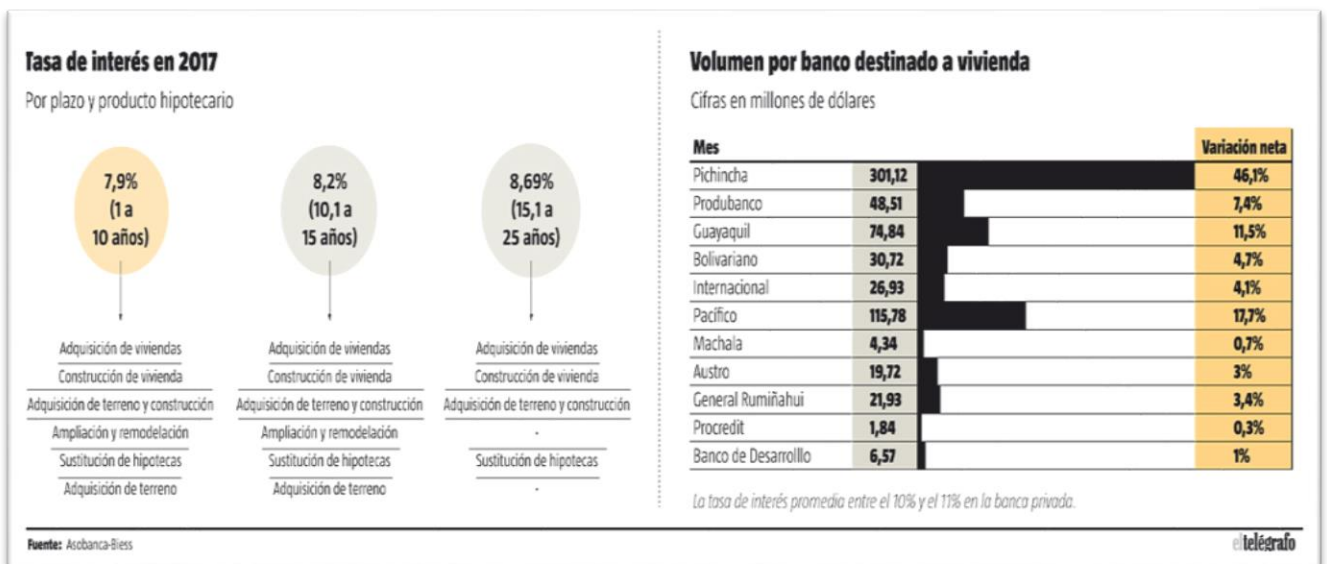 Tasa de interés en 2017
Por plazo y producto hipotecario
7,9%
(1 a
10 años)
Adquisición de viviendas
Construcción de vivienda
Adquisición de terreno y construcción
Ampliación y remodelación
Sustitución de hipotecas
Adquisición de terreno
8,2%
(10,1 a
15 años)
Adquisición de viviendas
Construcción de vivienda
Adquisición de terreno y construcción
Ampliación y remodelación
Sustitución de hipotecas
Adquisición de terreno
8,69%
(15,1 a
25 años)
Adquisición de viviendas
Construcción de vivienda
Adquisición de terreno y construcción
-
Sustitución de hipotecas
-
Volumen por banco destinado a vivienda
Cifras en millones de dólares
Mes Variación neta
Pichincha 301,12 46,1%
Produbanco 48,51 7,4%
Guayaquil 74,84 11,5%
Bolivariano 30,72 4,7%
Internacional 26,93 4,1%
Pacífico 115,78 17,7%
Machala 4,34 0,7%
Austro 19,72 3%
General Rumiñahui 21,93 3,4%
Procredit 1,84 0,3%
Banco de Desarrolllo 6,57 1%
La tasa de interés promedia entre el 10% y el 11% en la banca privada.
Fuente: Asobanca-Biess
eltelégrafo